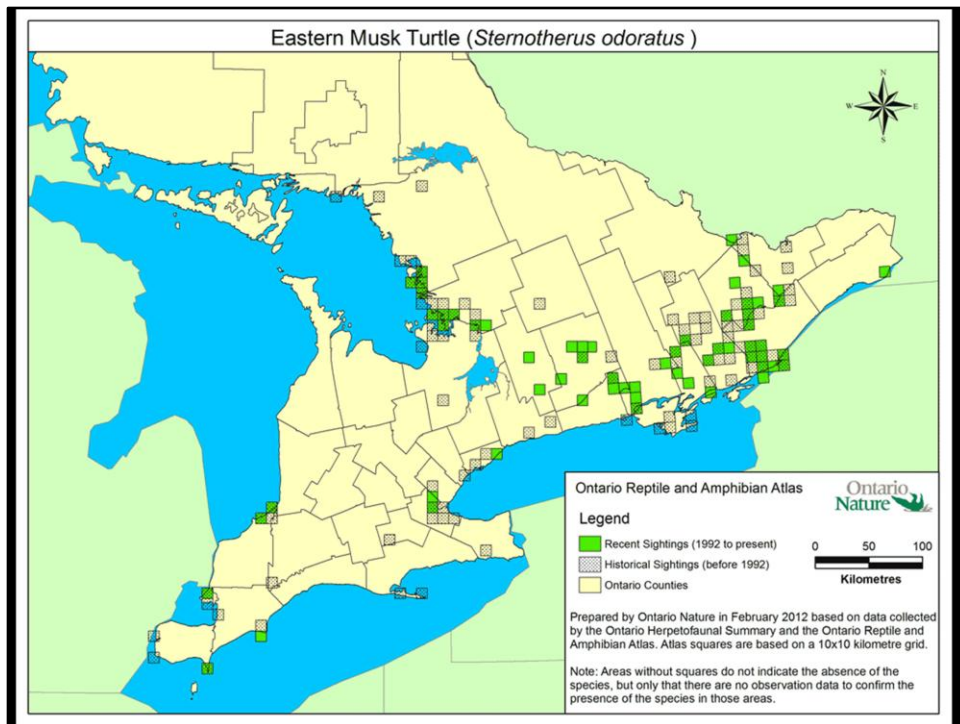 Eastern Musk Turtle (Sternotherus odoratus )
N
W E
S
Ontario Reptile and Amphibian Atlas
Ontario
Nature
Legend
Recent Sightings (1992 to present)
Historical Sightings (before 1992)
Ontario Counties
0 50 100
Kilometres
Prepared by Ontario Nature in February 2012 based on data collected
by the Ontario Herpetofaunal Summary and the Ontario Reptile and
Amphibian Atlas. Atlas squares are based on a 10x10 kilometre grid.
Note: Areas without squares do not indicate the absence of the
species, but only that there are no observation data to confirm the
presence of the species in those areas.